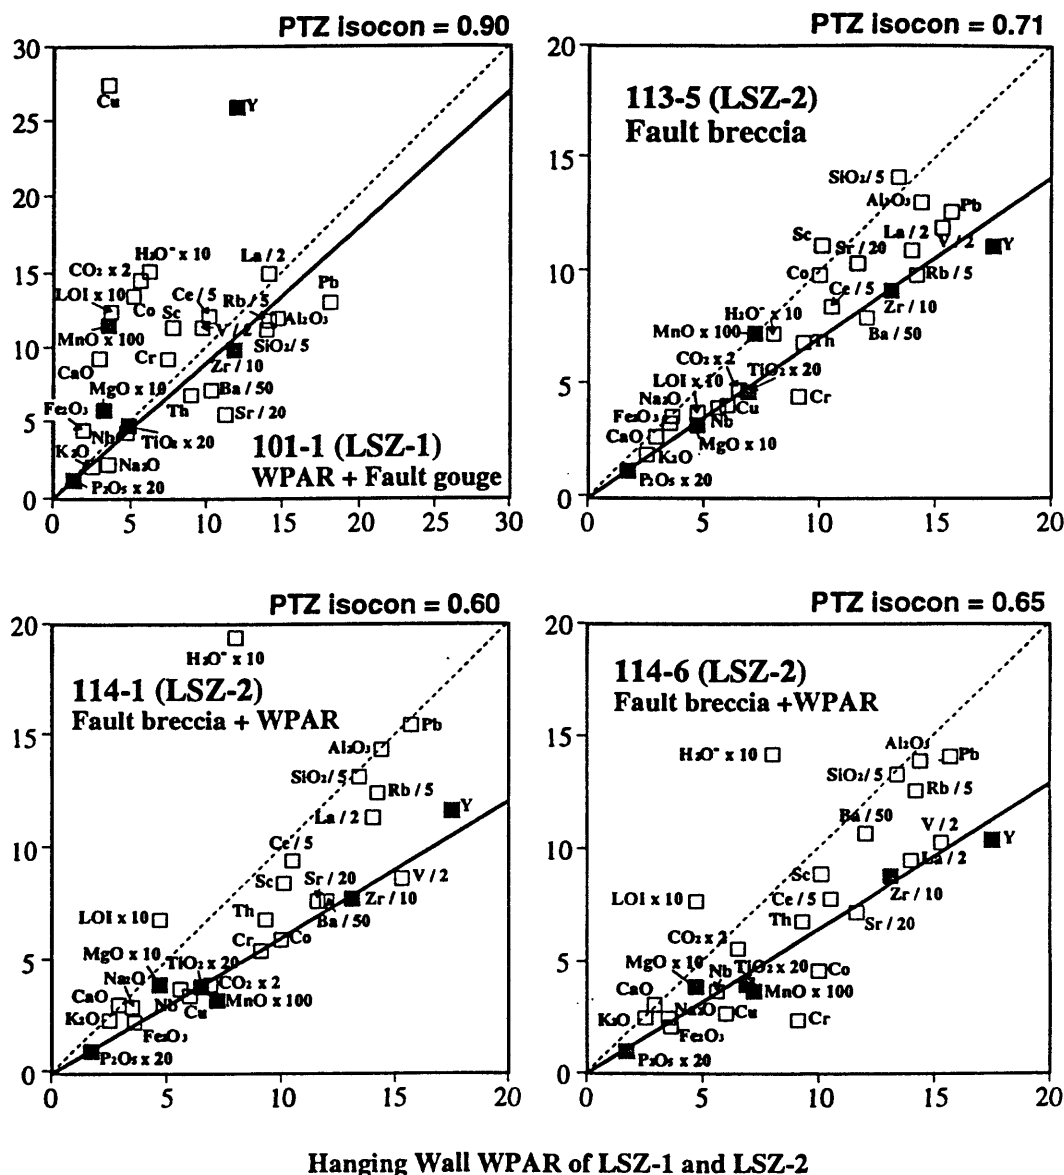 PTZ isocon = 0.90
30
25
20
15
10
5
0
0 5 10 15 20 25 30
Cu
Y
H₂O⁻ x 10
CO₂ x 2
LOI x 10
Co
MnO x 100
CaO
Cr
Sc
Ce / 5
La / 2
Rb / 5
Pb
Al₂O₃
V / 2
SiO₂/ 5
Zr / 10
MgO x 10
Ba / 50
Th
Sr / 20
Fe₂O₃
Nb
TiO₂ x 20
K₂O
Na₂O
P₂O₅ x 20
101-1 (LSZ-1)
WPAR + Fault gouge
PTZ isocon = 0.71
20
15
10
5
0
0 5 10 15 20
113-5 (LSZ-2)
Fault breccia
SiO₂/ 5
Al₂O₃
Pb
La / 2
V / 2
Y
Sc
Sr / 20
Co
Rb / 5
Ce / 5
Zr / 10
H₂O⁻ x 10
MnO x 100
Ba / 50
Th
CO₂ x 2
TiO₂ x 20
LOI x 10
Cr
Na₂O
Cu
Fe₂O₃
Nb
CaO
MgO x 10
K₂O
P₂O₅ x 20
PTZ isocon = 0.60
20
15
10
5
0
0 5 10 15 20
H₂O⁻ x 10
114-1 (LSZ-2)
Fault breccia + WPAR
Pb
Al₂O₃
SiO₂/ 5
Rb / 5
Y
La / 2
Ce / 5
Sc
Sr / 20
V / 2
Zr / 10
Ba / 50
LOI x 10
Th
Cr
Co
MgO x 10
TiO₂ x 20
Na₂O
CO₂ x 2
CaO
Nb
MnO x 100
Cu
K₂O
Fe₂O₃
P₂O₅ x 20
PTZ isocon = 0.65
20
15
10
5
0
0 5 10 15 20
114-6 (LSZ-2)
Fault breccia +WPAR
H₂O⁻ x 10
Al₂O₃
Pb
SiO₂/ 5
Rb / 5
Ba / 50
V / 2
Y
La / 2
Sc
Zr / 10
LOI x 10
Ce / 5
Th
Sr / 20
CO₂ x 2
MgO x 10
Nb
TiO₂ x 20
Co
CaO
MnO x 100
Na₂O
K₂O
Cu
Cr
Fe₂O₃
P₂O₅ x 20
Hanging Wall WPAR of LSZ-1 and LSZ-2